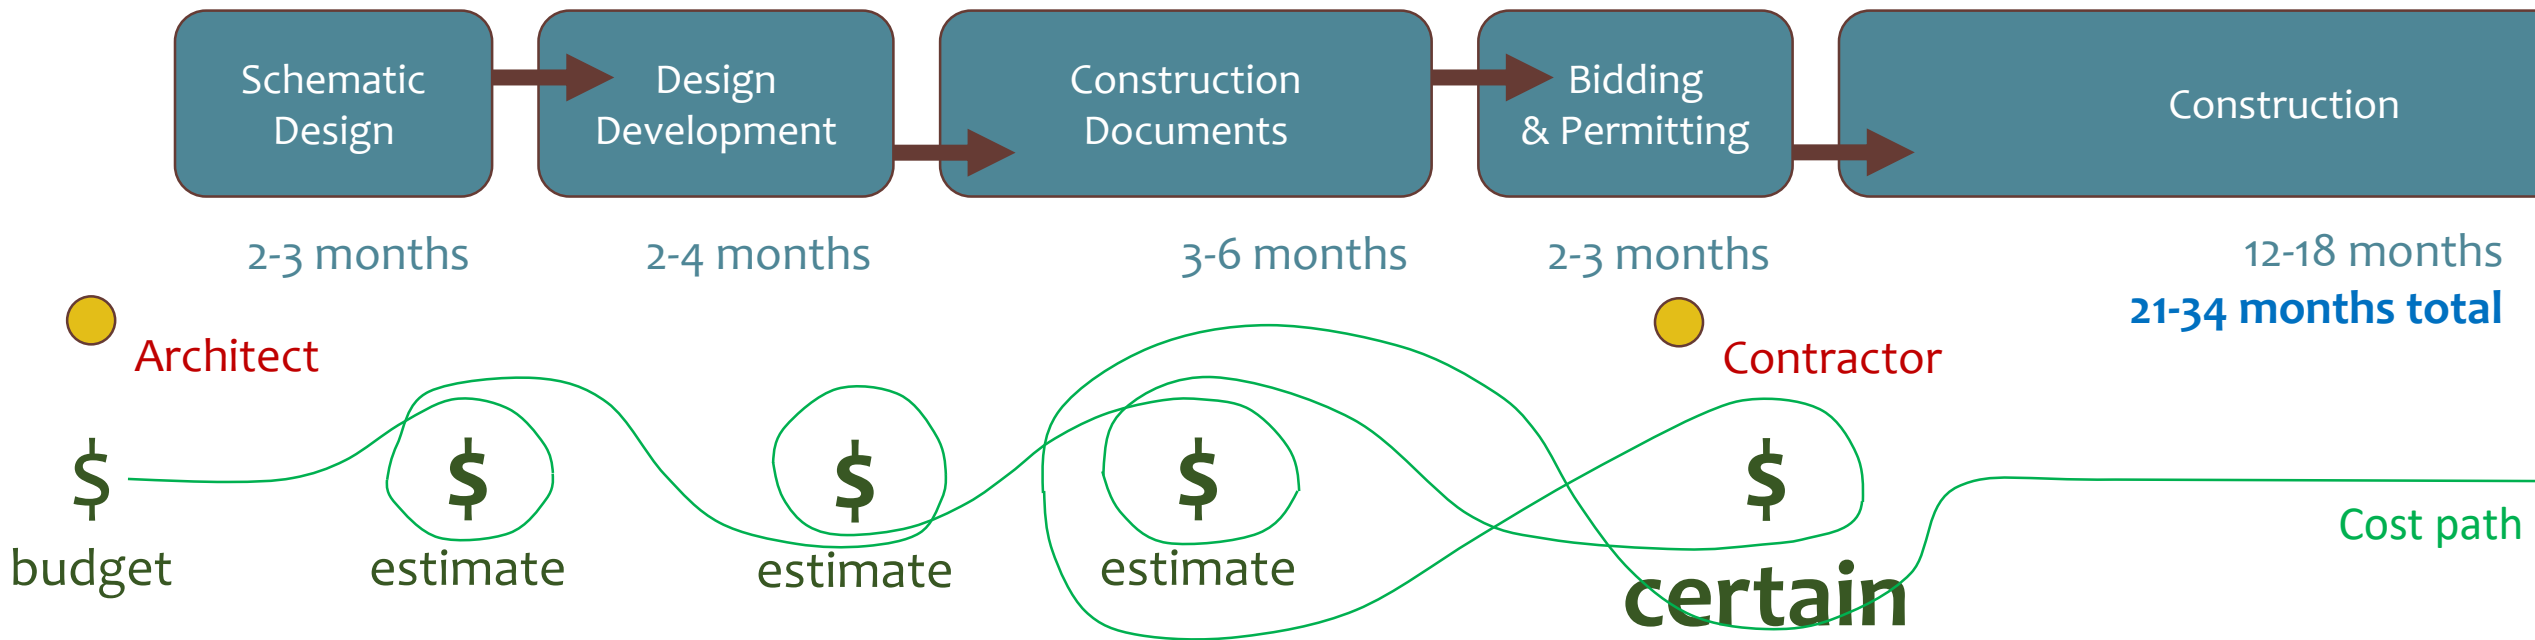 Schematic
Design
Design
Development
Construction
Documents
Bidding
& Permitting
Construction
2-3 months
2-4 months
3-6 months
2-3 months
12-18 months
21-34 months total
Architect
Contractor
$
$
$
$
$
budget
estimate
estimate
estimate
certain
Cost path